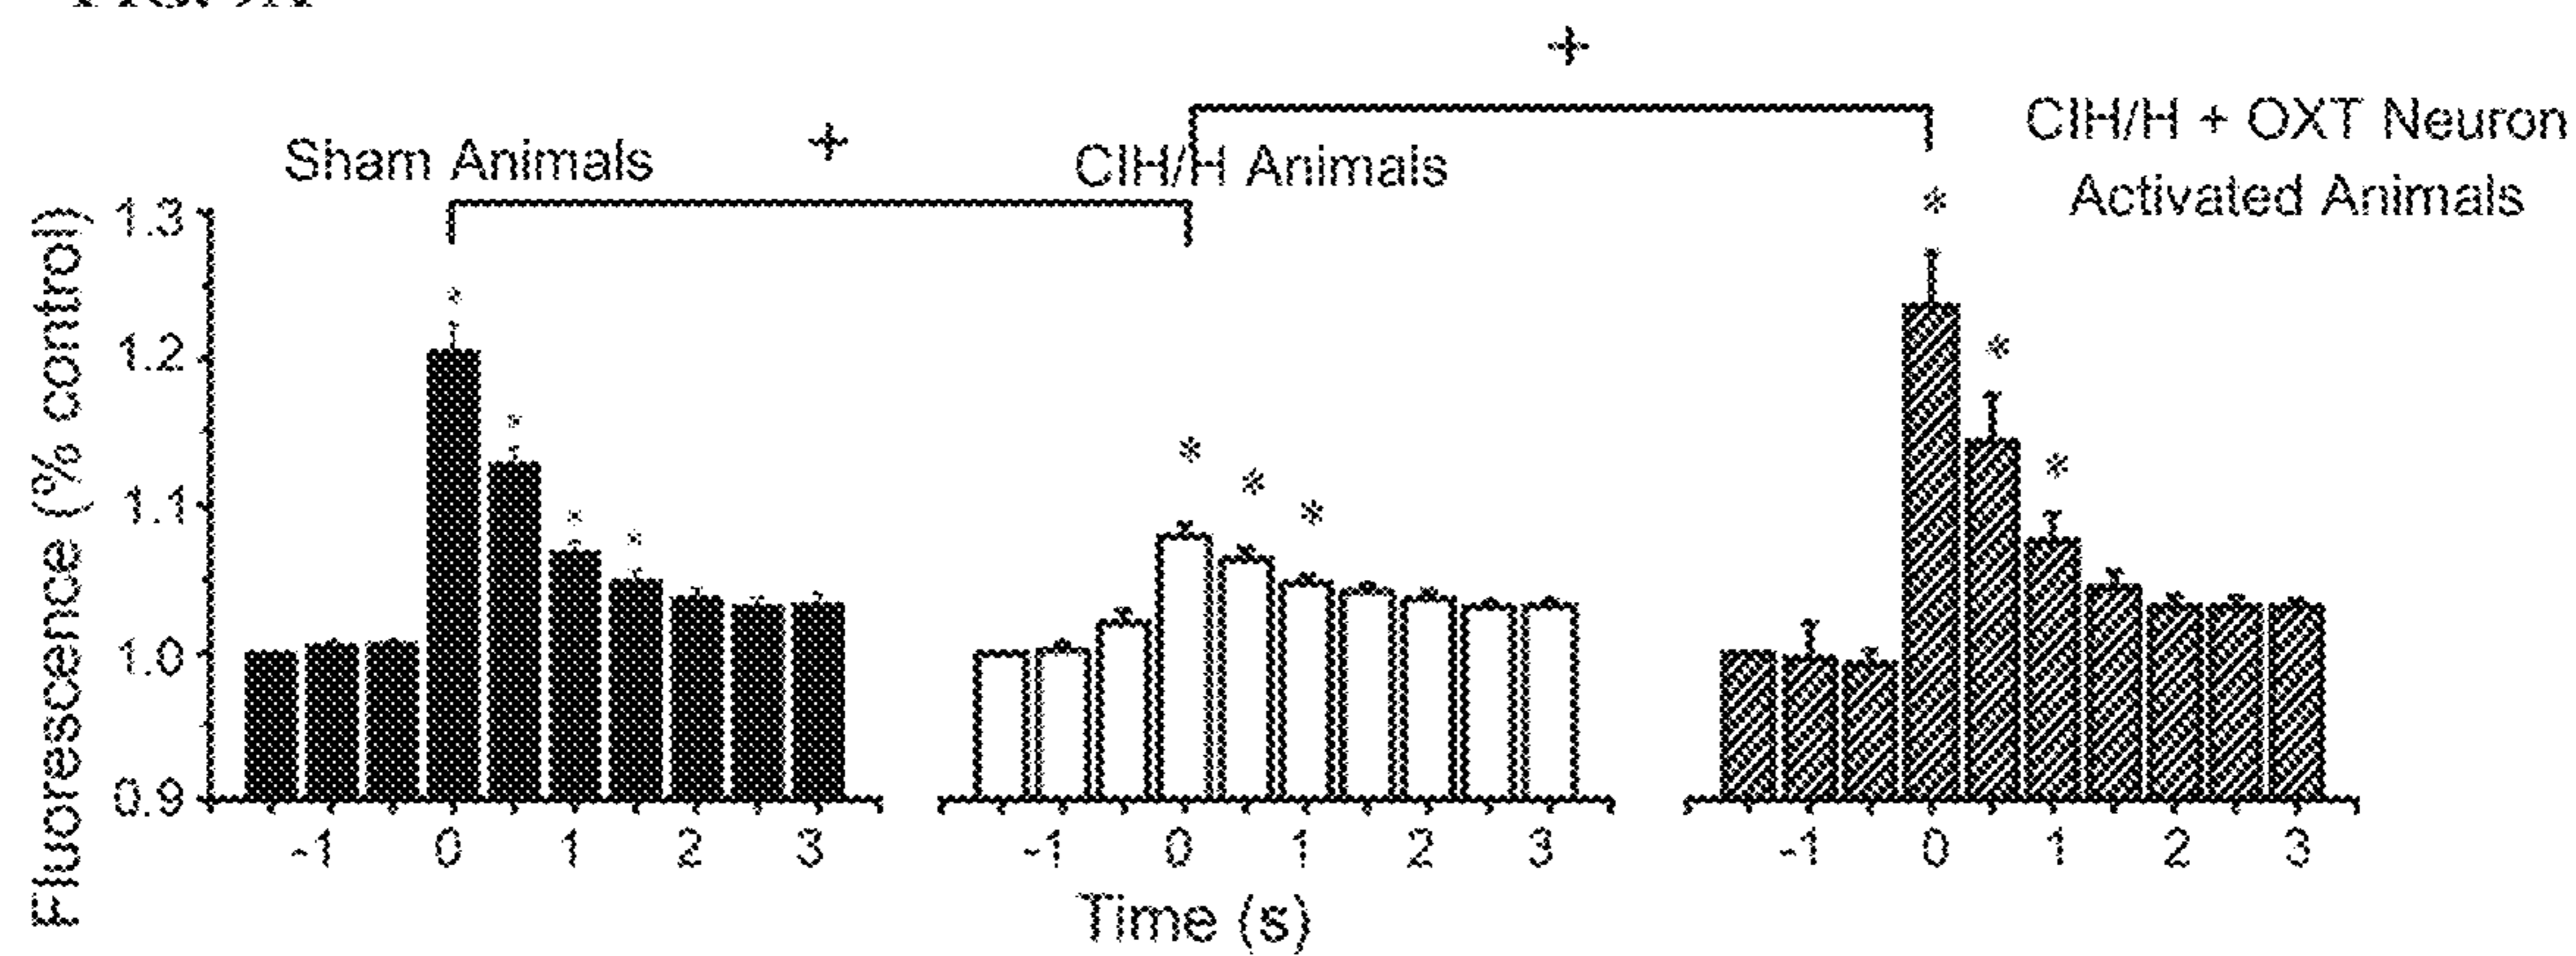 +
Sham Animals + CIH/H Animals CIH/H + OXT Neuron
Activated Animals
Fluorescence (% control)
1.3
1.2
1.1
1.0
0.9
* * * *
* * *
* * *
-1 0 1 2 3 -1 0 1 2 3 -1 0 1 2 3
Time (s)